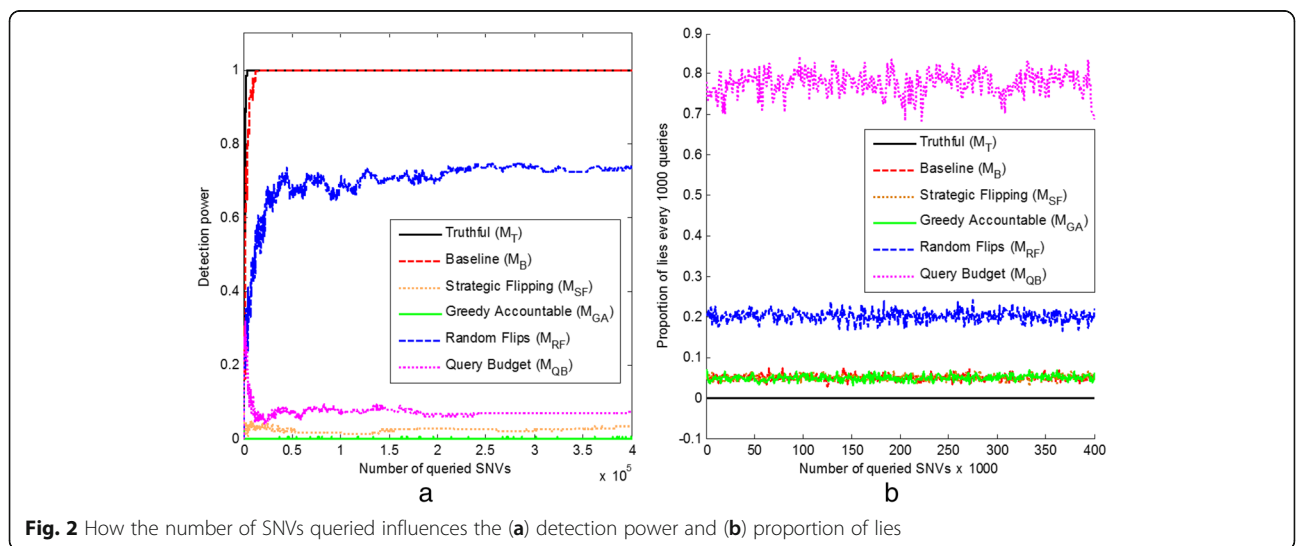 Detection power
1
0.8
0.6
0.4
0.2
0
Truthful (M_T)
Baseline (M_B)
Strategic Flipping (M_SF)
Greedy Accountable (M_GA)
Random Flips (M_RF)
Query Budget (M_QB)
0 0.5 1 1.5 2 2.5 3 3.5 4
Number of queried SNVs
x 10^5
a
Proportion of lies every 1000 queries
0.9
0.8
0.7
0.6
0.5
0.4
0.3
0.2
0.1
0
-0.1
Truthful (M_T)
Baseline (M_B)
Strategic Flipping (M_SF)
Greedy Accountable (M_GA)
Random Flips (M_RF)
Query Budget (M_QB)
0 50 100 150 200 250 300 350 400
Number of queried SNVs x 1000
b
Fig. 2 How the number of SNVs queried influences the (a) detection power and (b) proportion of lies